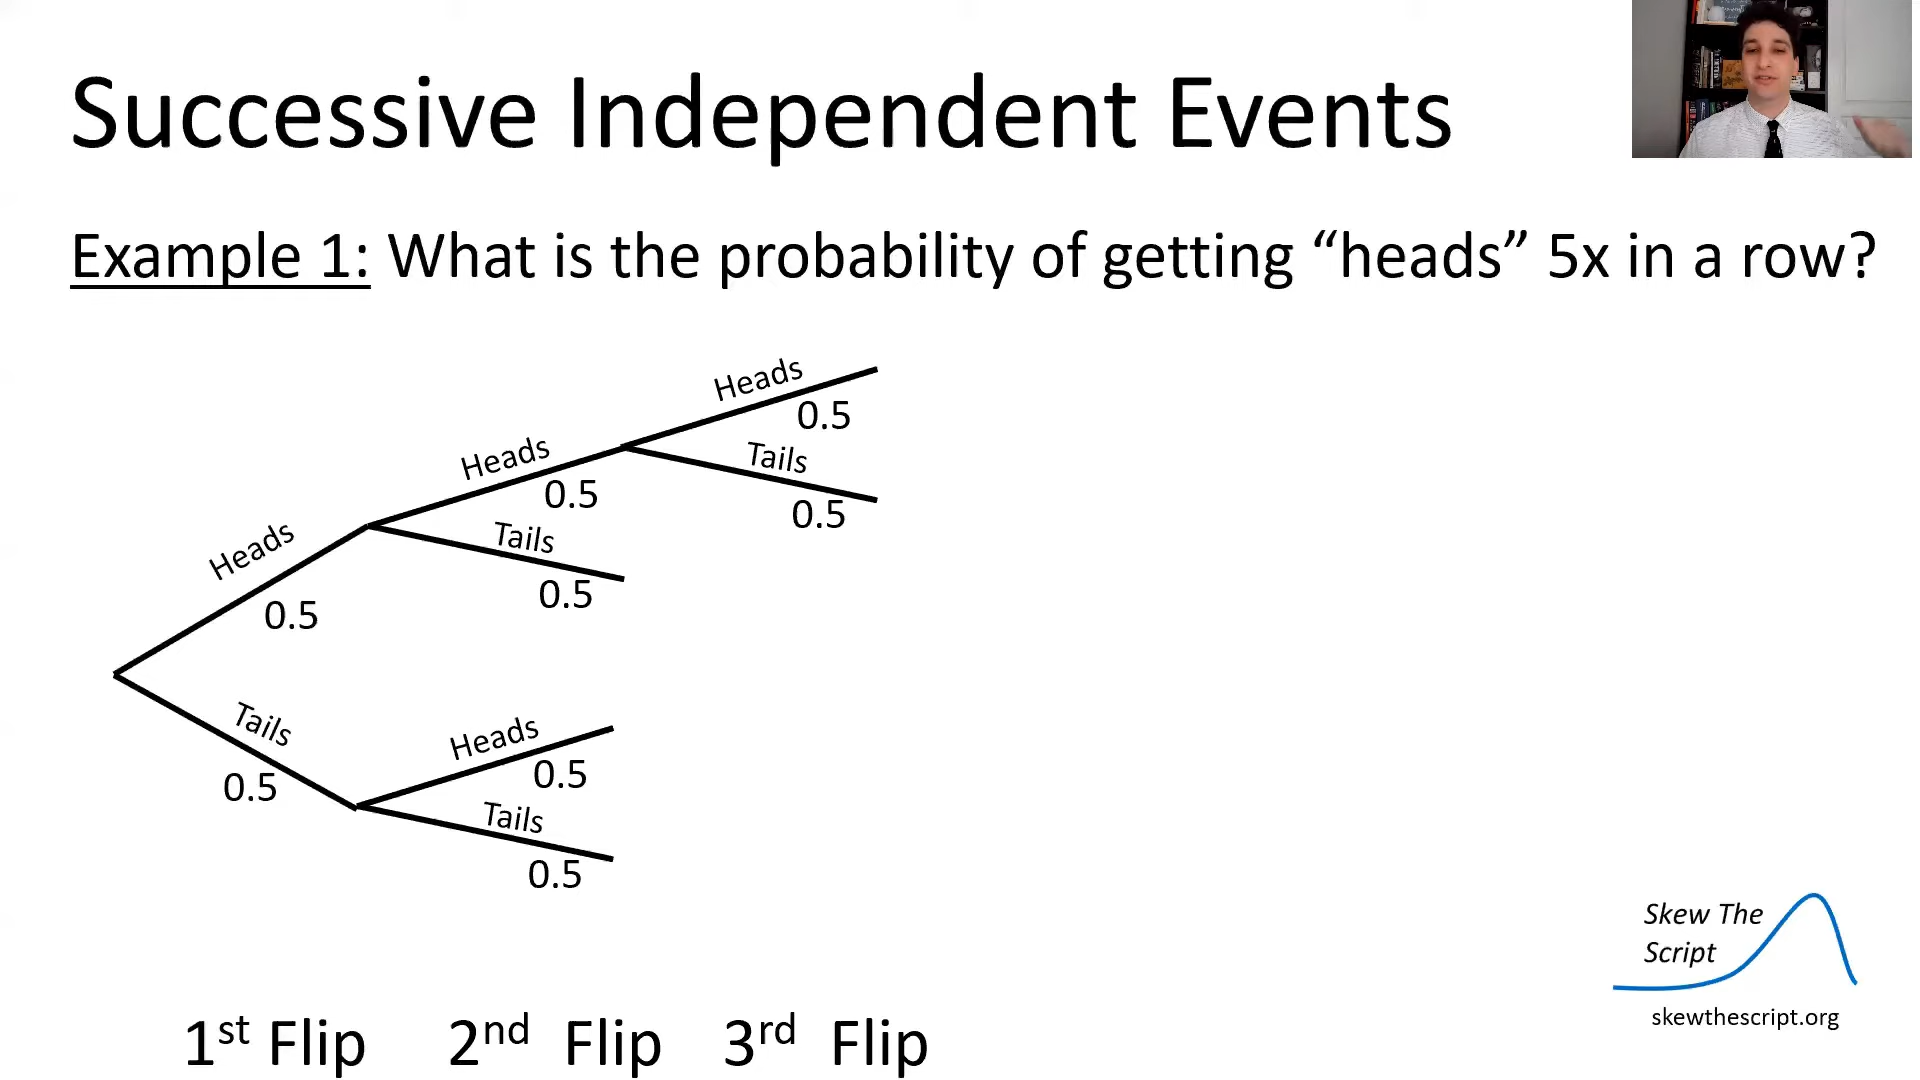 Successive Independent Events
Example 1: What is the probability of getting “heads” 5x in a row?
Heads
0.5
Tails
0.5
Heads
0.5
Tails
0.5
Heads
0.5
Tails
0.5
Heads
0.5
Tails
0.5
Skew The
Script
skewthescript.org
1st Flip 2nd Flip 3rd Flip